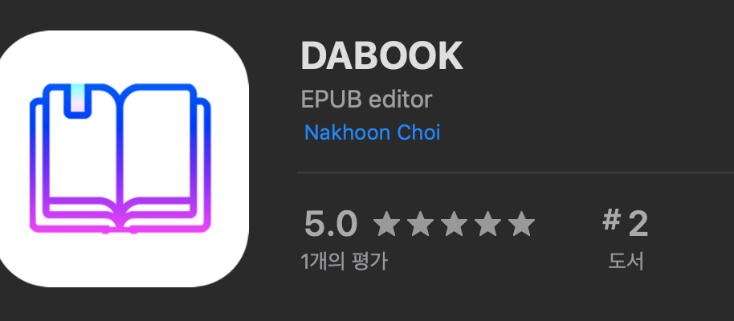 DABOOK
EPUB editor
Nakhoon Choi
5.0 ★★★★★
#2
1개의 평가
도서